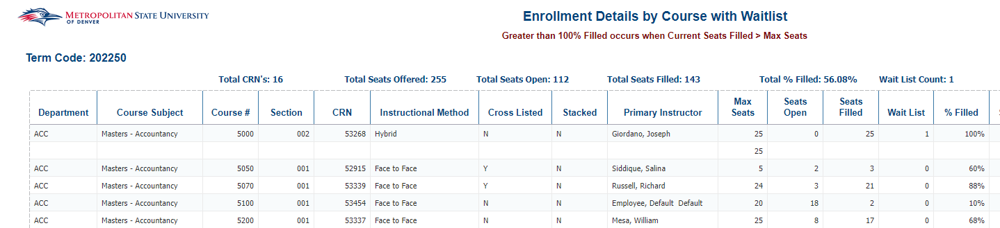 METROPOLITAN STATE UNIVERSITY
OF DENVER
Enrollment Details by Course with Waitlist
Greater than 100% Filled occurs when Current Seats Filled > Max Seats
Term Code: 202250
Total CRN's: 16 Total Seats Offered: 255 Total Seats Open: 112 Total Seats Filled: 143 Total % Filled: 56.08% Wait List Count: 1
Department Course Subject Course # Section CRN Instructional Method Cross Listed Stacked Primary Instructor Max Seats Seats Open Seats Filled Wait List % Filled
ACC Masters - Accountancy 5000 002 53268 Hybrid N N Giordano, Joseph 25 0 25 1 100%
25
ACC Masters - Accountancy 5050 001 52915 Face to Face Y N Siddique, Salina 5 2 3 0 60%
ACC Masters - Accountancy 5070 001 53339 Face to Face Y N Russell, Richard 24 3 21 0 88%
ACC Masters - Accountancy 5100 001 53454 Face to Face N N Employee, Default Default 20 18 2 0 10%
ACC Masters - Accountancy 5200 001 53337 Face to Face N N Mesa, William 25 8 17 0 68%